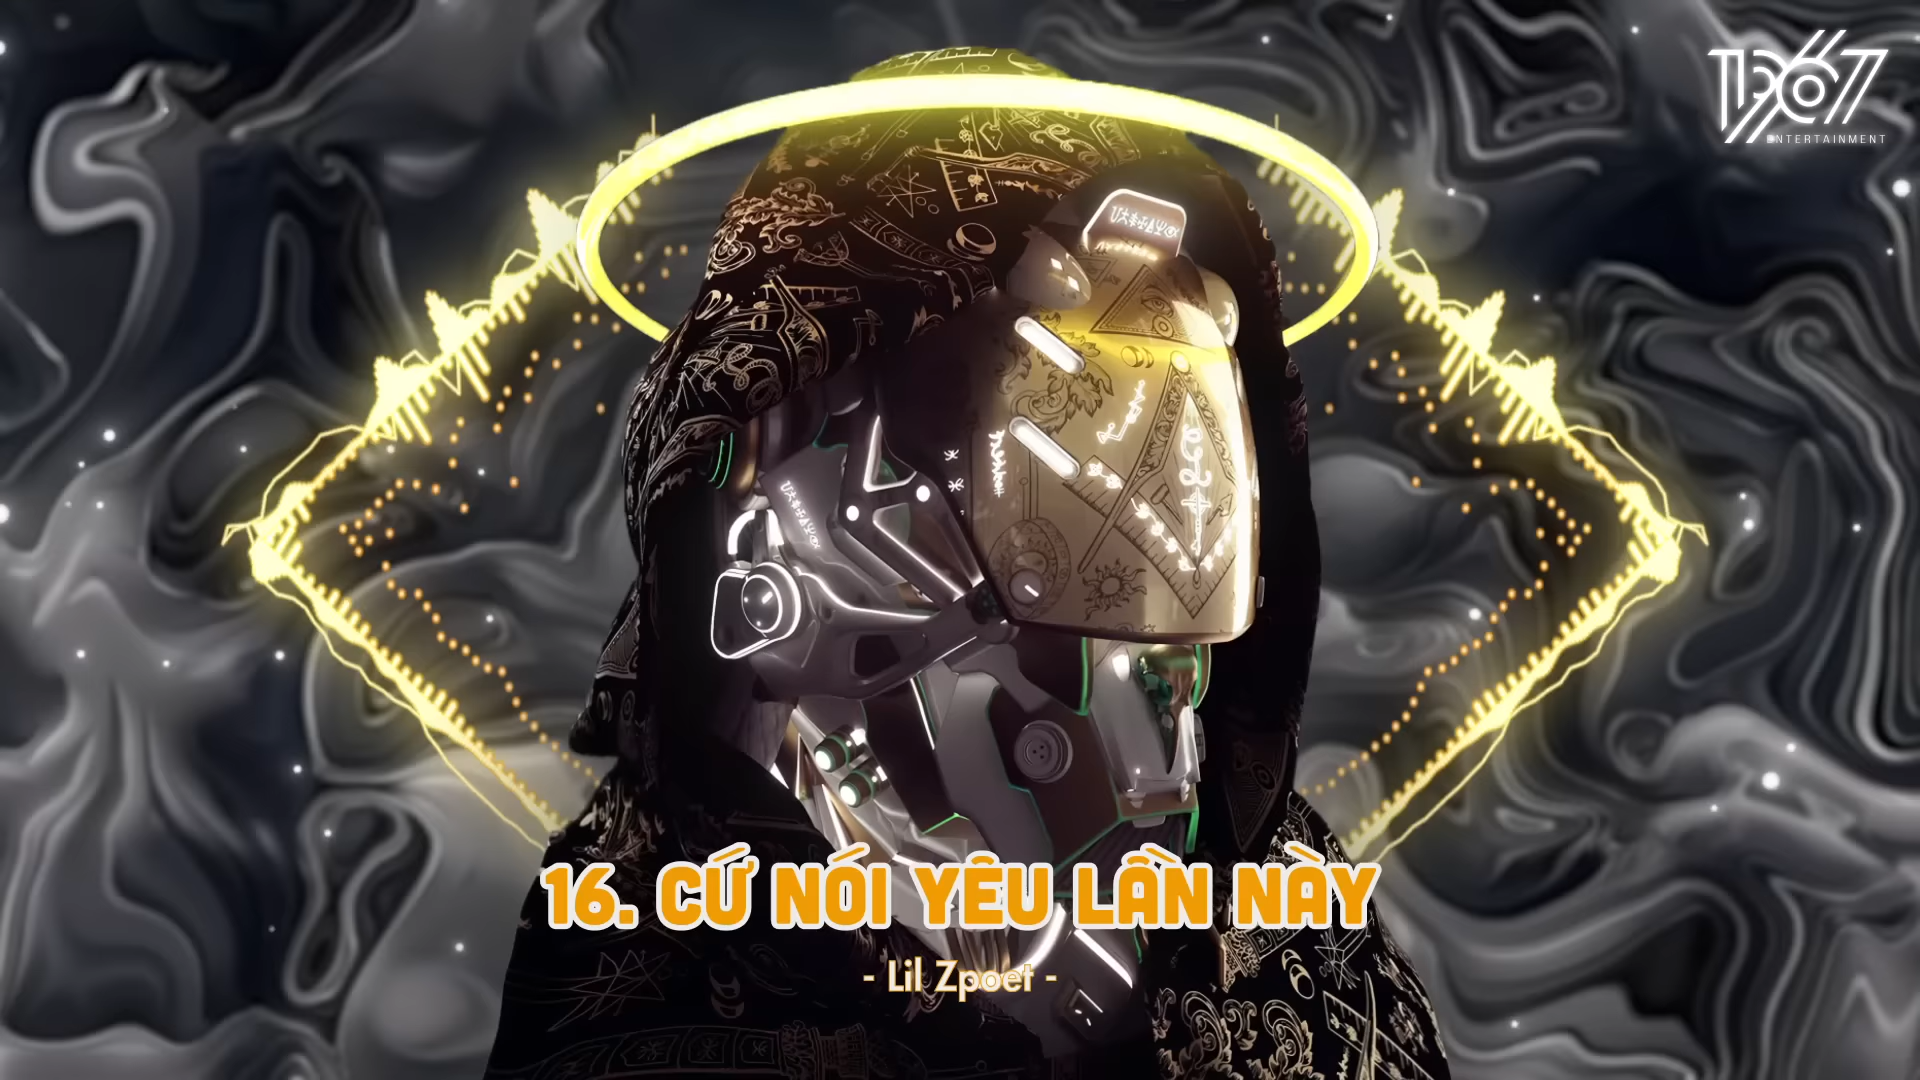 1967
ENTERTAINMENT
16. CỨ NÓI YÊU LẦN NÀY
- Lil Zpoet -